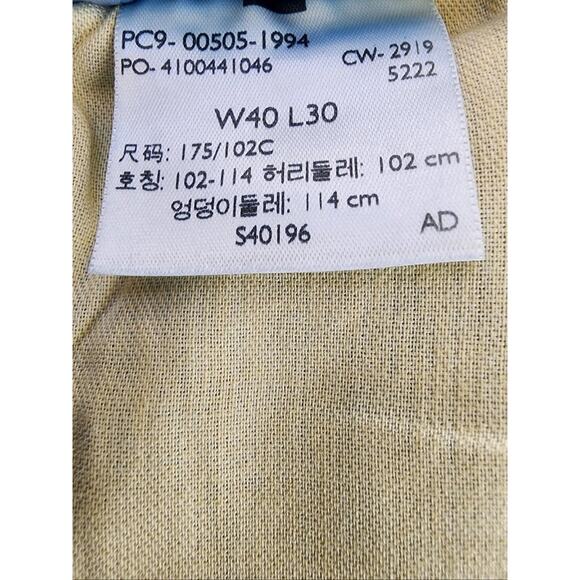 PC9- 00505-1994
PO- 4100441046
CW- 2919
5222
W40 L30
尺码: 175/102C
호칭: 102-114 허리둘레: 102 cm
엉덩이둘레: 114 cm
S40196
AD